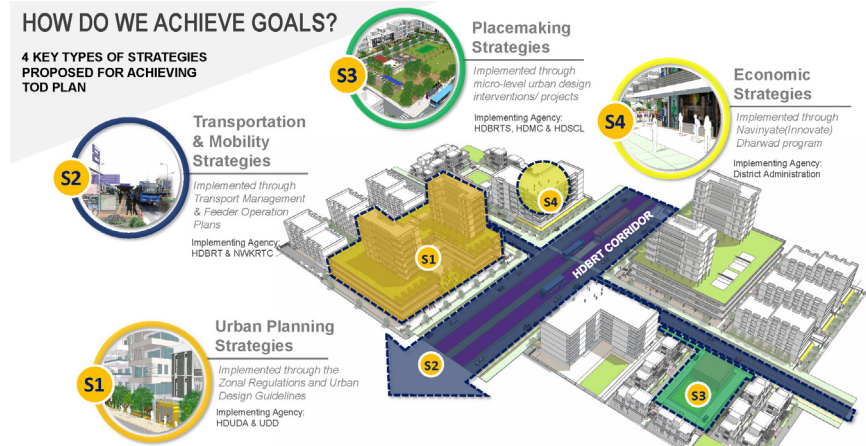 HOW DO WE ACHIEVE GOALS?
4 KEY TYPES OF STRATEGIES
PROPOSED FOR ACHIEVING
TOD PLAN
S3
Placemaking
Strategies
Implemented through
micro-level urban design
interventions/ projects
Implementing Agency:
HDBRTS, HDMC & HDSCL
S4
Economic
Strategies
Implemented through
Navinyate(Innovate)
Dharwad program
Implementing Agency:
District Administration
S2
Transportation
& Mobility
Strategies
Implemented through
Transport Management
& Feeder Operation
Plans
Implementing Agency:
HDBRT & NWKRTC
S1
Urban Planning
Strategies
Implemented through the
Zonal Regulations and Urban
Design Guidelines
Implementing Agency:
HDUDA & UDD
S4
S1
HDBRT CORRIDOR
S2
S3